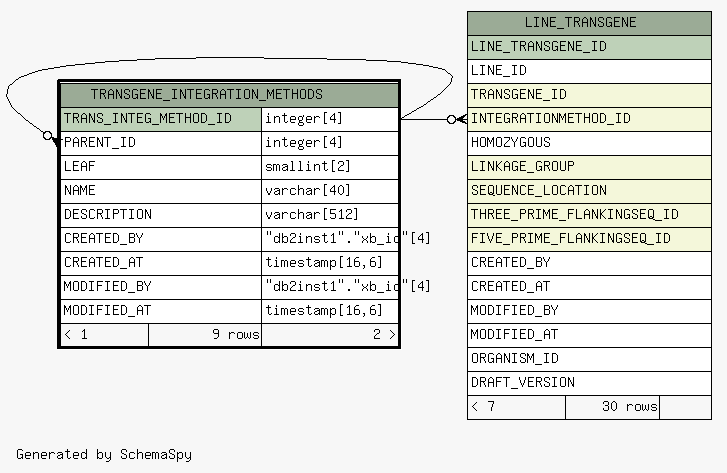 TRANSGENE_INTEGRATION_METHODS
TRANS_INTEG_METHOD_ID integer[4]
PARENT_ID integer[4]
LEAF smallint[2]
NAME varchar[40]
DESCRIPTION varchar[512]
CREATED_BY "db2inst1"."xb_id"[4]
CREATED_AT timestamp[16,6]
MODIFIED_BY "db2inst1"."xb_id"[4]
MODIFIED_AT timestamp[16,6]
< 1 9 rows 2 >
LINE_TRANSGENE
LINE_TRANSGENE_ID
LINE_ID
TRANSGENE_ID
INTEGRATIONMETHOD_ID
HOMOZYGOUS
LINKAGE_GROUP
SEQUENCE_LOCATION
THREE_PRIME_FLANKINGSEQ_ID
FIVE_PRIME_FLANKINGSEQ_ID
CREATED_BY
CREATED_AT
MODIFIED_BY
MODIFIED_AT
ORGANISM_ID
DRAFT_VERSION
< 7 30 rows
Generated by SchemaSpy